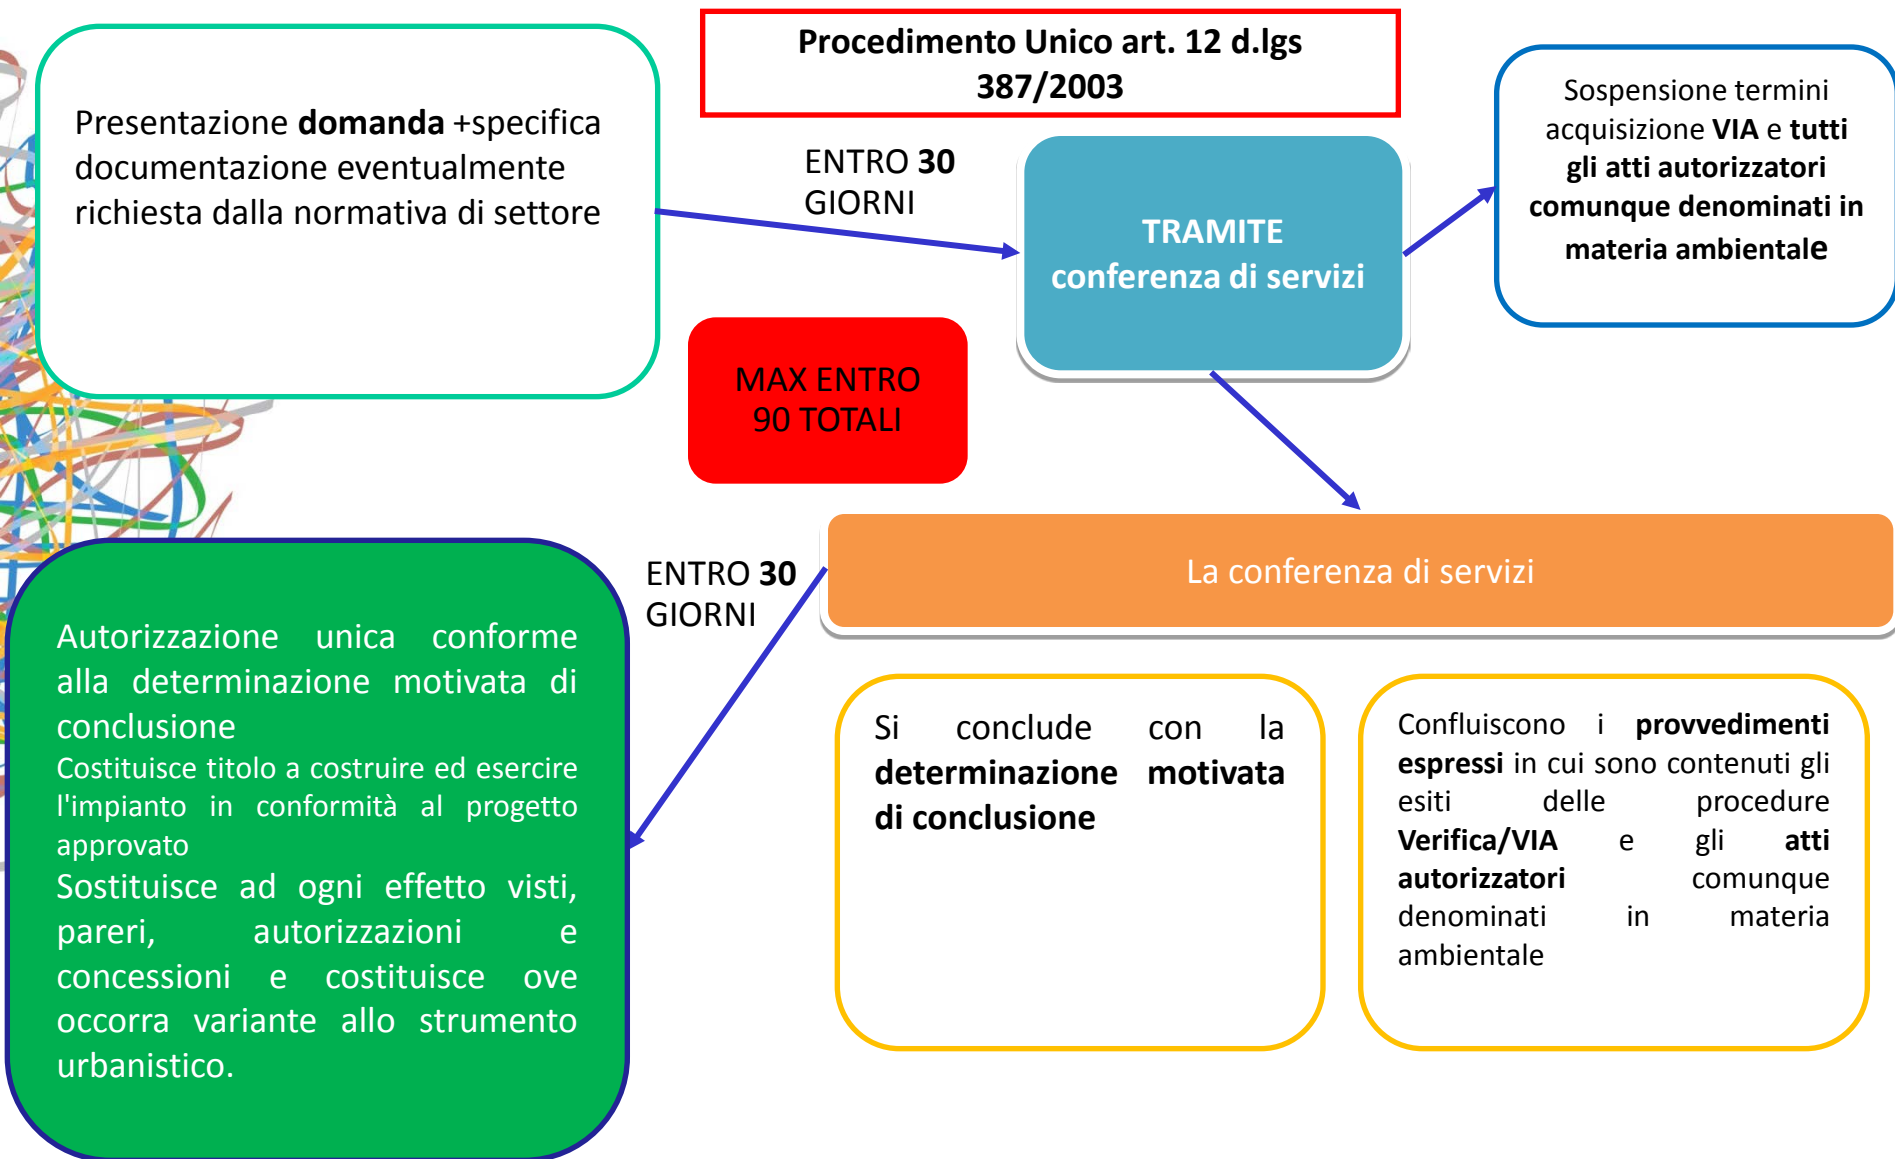 Procedimento Unico art. 12 d.lgs
387/2003
Presentazione domanda +specifica
documentazione eventualmente
richiesta dalla normativa di settore
ENTRO 30
GIORNI
TRAMITE
conferenza di servizi
Sospensione termini
acquisizione VIA e tutti
gli atti autorizzatori
comunque denominati in
materia ambientale
MAX ENTRO
90 TOTALI
La conferenza di servizi
ENTRO 30
GIORNI
Autorizzazione unica conforme
alla determinazione motivata di
conclusione
Costituisce titolo a costruire ed esercire
l'impianto in conformità al progetto
approvato
Sostituisce ad ogni effetto visti,
pareri, autorizzazioni e
concessioni e costituisce ove
occorra variante allo strumento
urbanistico.
Si conclude con la
determinazione motivata
di conclusione
Confluiscono i provvedimenti
espressi in cui sono contenuti gli
esiti delle procedure
Verifica/VIA e gli atti
autorizzatori comunque
denominati in materia
ambientale